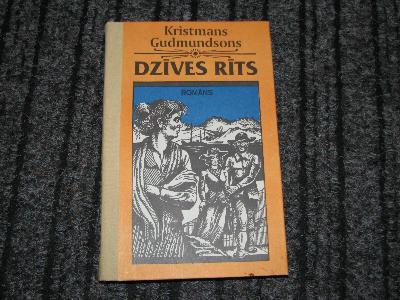 Kristmans
Gudmundsons
DZĪVES RĪTS
ROMĀNS